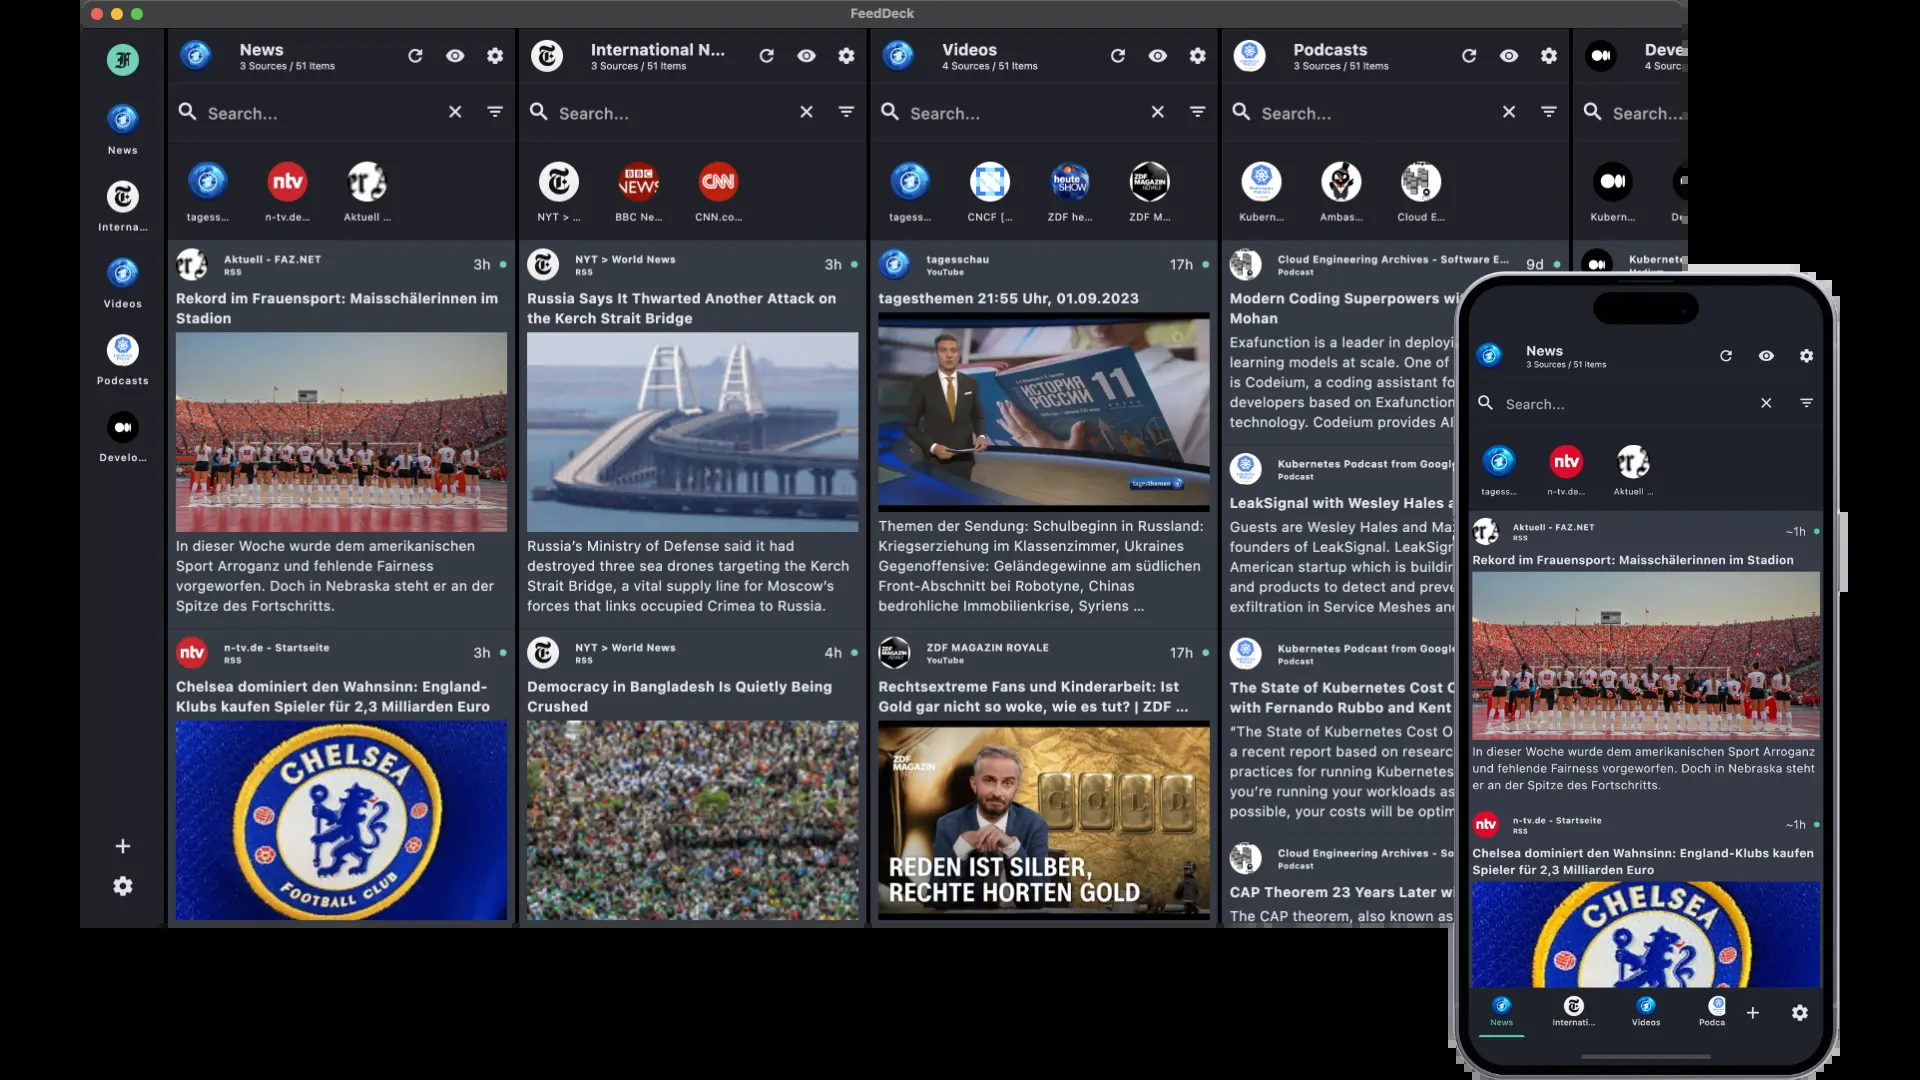 FeedDeck
News
Interna...
Videos
Podcasts
Develo...
News
3 Sources / 51 Items
Search...
tagess...
n-tv.de...
Aktuell ...
Aktuell - FAZ.NET
RSS
3h
Rekord im Frauensport: Maisschälerinnen im
Stadion
In dieser Woche wurde dem amerikanischen
Sport Arroganz und fehlende Fairness
vorgeworfen. Doch in Nebraska steht er an der
Spitze des Fortschritts.
n-tv.de - Startseite
RSS
3h
Chelsea dominiert den Wahnsinn: England-
Klubs kaufen Spieler für 2,3 Milliarden Euro
CHELSEA
FOOTBALL CLUB
International N...
3 Sources / 51 Items
Search...
NYT > ...
BBC Ne...
CNN.co...
NYT > World News
RSS
3h
Russia Says It Thwarted Another Attack on
the Kerch Strait Bridge
Russia's Ministry of Defense said it had
destroyed three sea drones targeting the Kerch
Strait Bridge, a vital supply line for Moscow's
forces that links occupied Crimea to Russia.
NYT > World News
RSS
4h
Democracy in Bangladesh Is Quietly Being
Crushed
Videos
4 Sources / 51 Items
Search...
tagess...
CNCF [...
ZDF he...
ZDF M...
tagesschau
YouTube
17h
tagesthemen 21:55 Uhr, 01.09.2023
ИСТОРИЯ
РОССИИ
11
tagesthemen
Themen der Sendung: Schulbeginn in Russland:
Kriegserziehung im Klassenzimmer, Ukraines
Gegenoffensive: Geländegewinne am südlichen
Front-Abschnitt bei Robotyne, Chinas
bedrohliche Immobilienkrise, Syriens ...
ZDF MAGAZIN ROYALE
YouTube
17h
Rechtsextreme Fans und Kinderarbeit: Ist
Gold gar nicht so woke, wie es tut? | ZDF ...
ZDF
MAGAZIN
GOLD
REDEN IST SILBER,
RECHTE HORTEN GOLD
Podcasts
3 Sources / 51 Items
Search...
Kubern...
Ambas...
Cloud E...
Cloud Engineering Archives - Software E...
Podcast
9d
Modern Coding Superpowers wi
Mohan
Exafunction is a leader in deployi
learning models at scale. One of
is Codeium, a coding assistant fo
developers based on Exafunction
technology. Codeium provides AI
Kubernetes Podcast from Googl
Podcast
LeakSignal with Wesley Hales a
Guests are Wesley Hales and Max
founders of LeakSignal. LeakSign
American startup which is buildin
and products to detect and preve
exfiltration in Service Meshes and
Kubernetes Podcast from Googl
Podcast
The State of Kubernetes Cost O
with Fernando Rubbo and Kent
“The State of Kubernetes Cost O
a recent report based on researc
practices for running Kubernetes
you're running your workloads as
possible, your costs will be optim
Cloud Engineering Archives - So
Podcast
CAP Theorem 23 Years Later wi
The CAP theorem, also known as
Deve
4 Sourc
Search...
Kubern...
De
Kubernete
Medium
News
3 Sources / 51 Items
Search...
tagess...
n-tv.de...
Aktuell ...
Aktuell - FAZ.NET
RSS
~1h
Rekord im Frauensport: Maisschälerinnen im Stadion
In dieser Woche wurde dem amerikanischen Sport Arroganz
und fehlende Fairness vorgeworfen. Doch in Nebraska steht
er an der Spitze des Fortschritts.
n-tv.de - Startseite
RSS
~1h
Chelsea dominiert den Wahnsinn: England-Klubs kaufen
Spieler für 2,3 Milliarden Euro
CHELSEA
News
Internati...
Videos
Podca